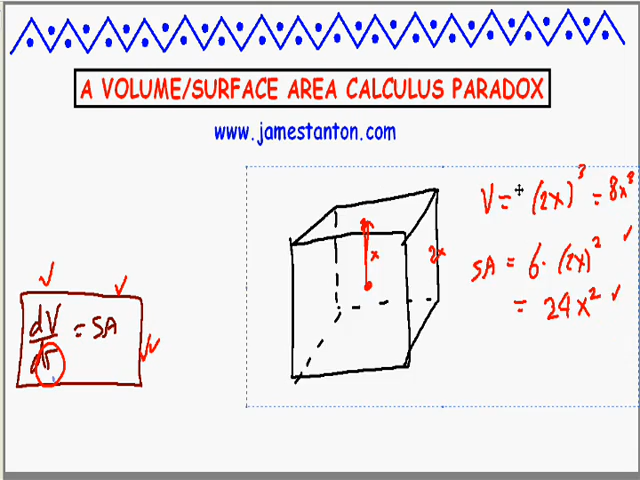 A VOLUME/SURFACE AREA CALCULUS PARADOX
www.jamestanton.com
V = (2x)³ = 8x³
x
2x
SA = 6·(2x)²
= 24x²
dV/dr = SA